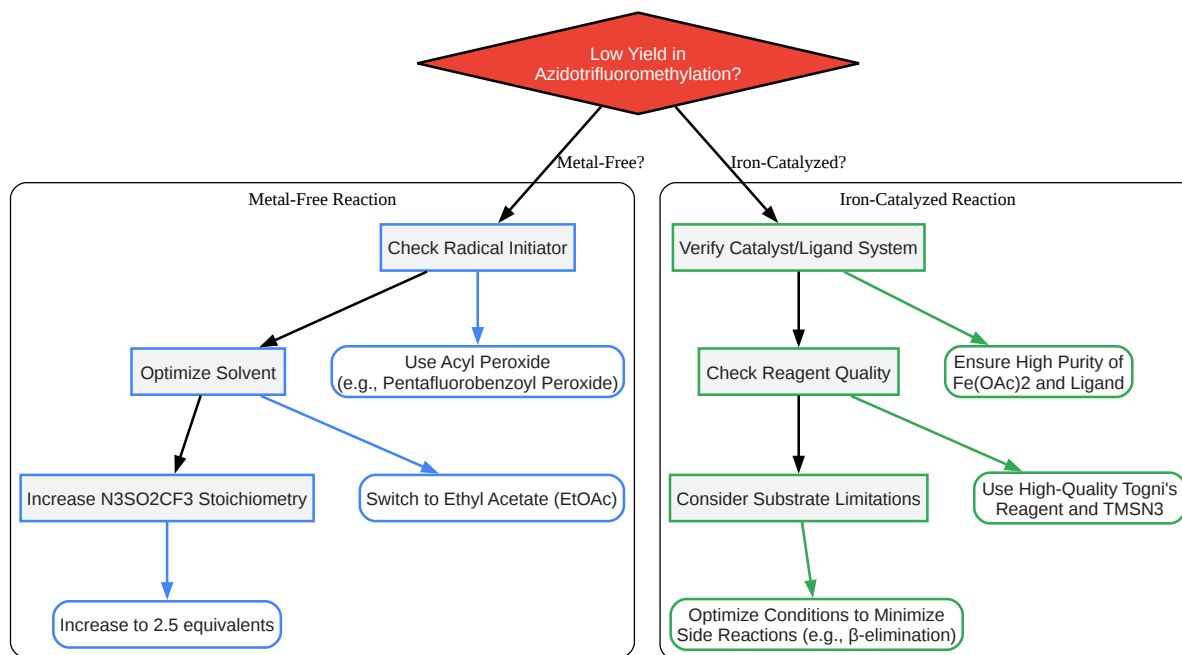 Low Yield in
Azidotrifluoromethylation?
Metal-Free?
Iron-Catalyzed?
Metal-Free Reaction
Check Radical Initiator
Optimize Solvent
Use Acyl Peroxide
(e.g., Pentafluorobenzoyl Peroxide)
Increase N3SO2CF3 Stoichiometry
Switch to Ethyl Acetate (EtOAc)
Increase to 2.5 equivalents
Iron-Catalyzed Reaction
Verify Catalyst/Ligand System
Check Reagent Quality
Ensure High Purity of
Fe(OAc)2 and Ligand
Consider Substrate Limitations
Use High-Quality Togni's
Reagent and TMSN3
Optimize Conditions to Minimize
Side Reactions (e.g., β-elimination)